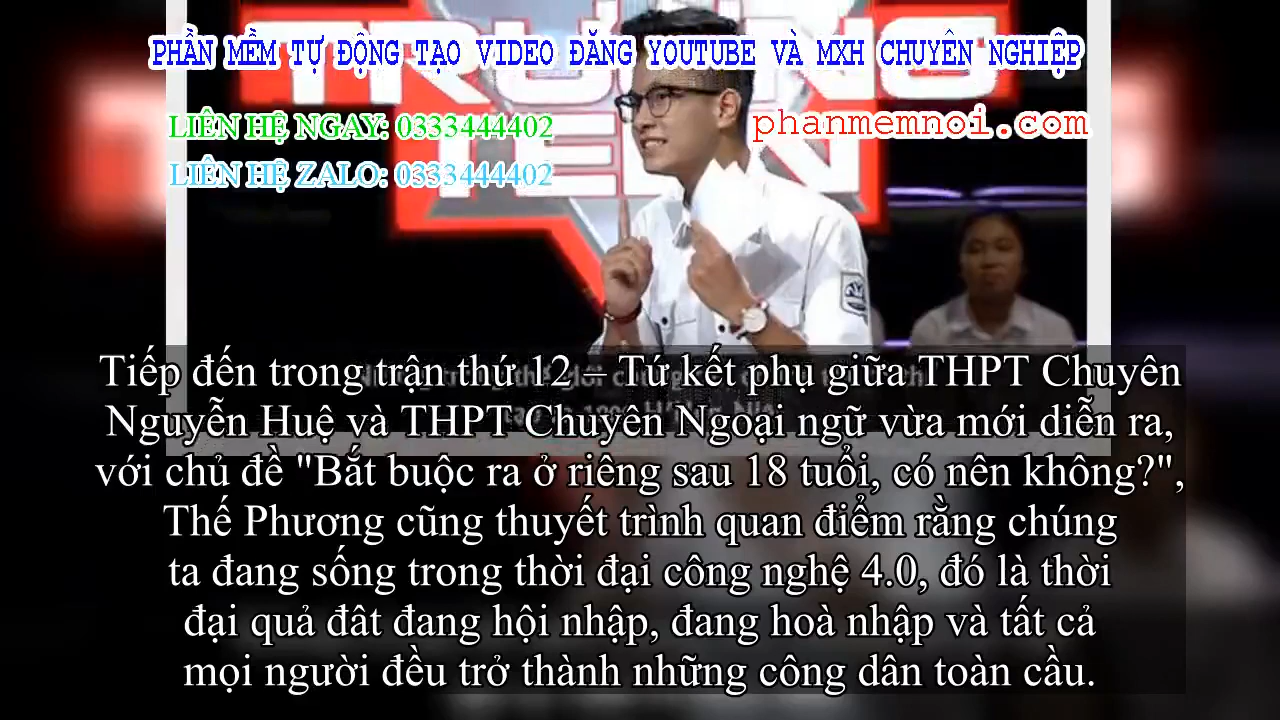 PHẦN MỀM TỰ ĐỘNG TẠO VIDEO ĐĂNG YOUTUBE VÀ MXH CHUYÊN NGHIỆP
TRƯỜNG
TEEN
LIÊN HỆ NGAY: 0333444402
phanmemnoi.com
LIÊN HỆ ZALO: 0333444402
Tiếp đến trong trận thứ 12 – Tứ kết phụ giữa THPT Chuyên
Nguyễn Huệ và THPT Chuyên Ngoại ngữ vừa mới diễn ra,
với chủ đề "Bắt buộc ra ở riêng sau 18 tuổi, có nên không?",
Thế Phương cũng thuyết trình quan điểm rằng chúng
ta đang sống trong thời đại công nghệ 4.0, đó là thời
đại quả đât đang hội nhập, đang hoà nhập và tất cả
mọi người đều trở thành những công dân toàn cầu.